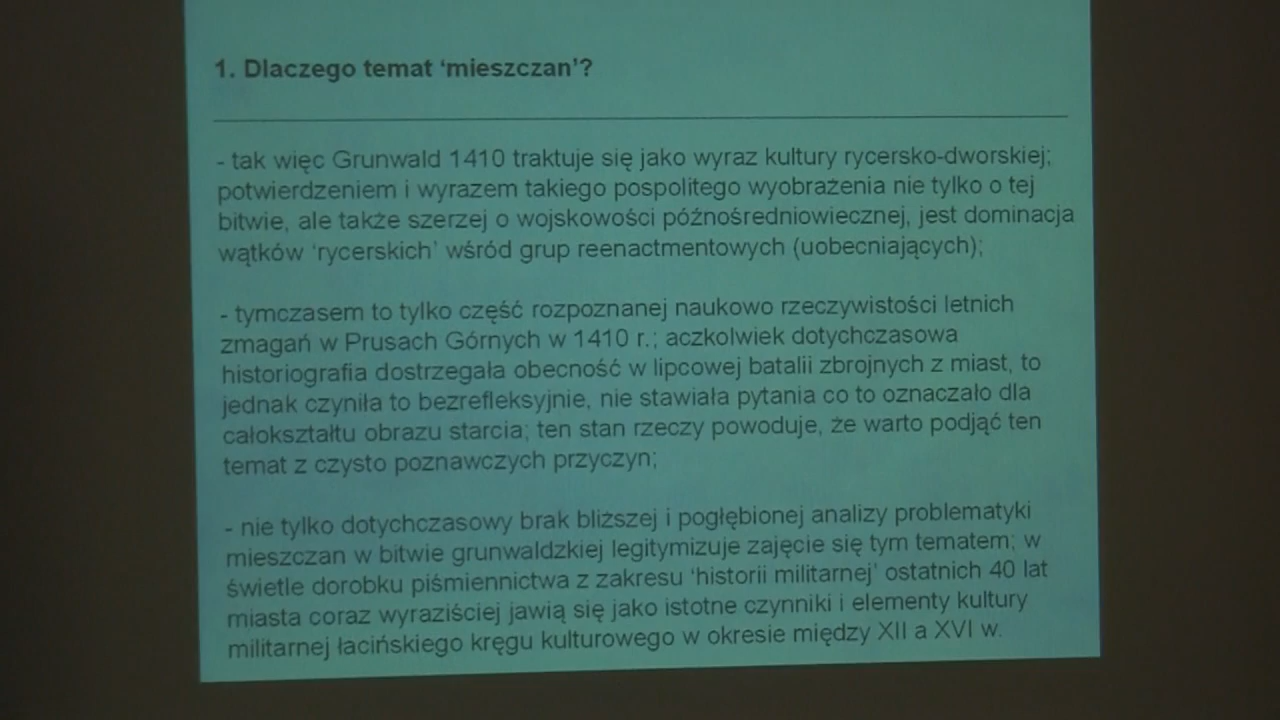 1. Dlaczego temat ‘mieszczan’?
- tak więc Grunwald 1410 traktuje się jako wyraz kultury rycersko-dworskiej;
potwierdzeniem i wyrazem takiego pospolitego wyobrażenia nie tylko o tej
bitwie, ale także szerzej o wojskowości późnośredniowiecznej, jest dominacja
wątków ‘rycerskich’ wśród grup reenactmentowych (uobecniających);
- tymczasem to tylko część rozpoznanej naukowo rzeczywistości letnich
zmagań w Prusach Górnych w 1410 r.; aczkolwiek dotychczasowa
historiografia dostrzegała obecność w lipcowej batalii zbrojnych z miast, to
jednak czyniła to bezrefleksyjnie, nie stawiała pytania co to oznaczało dla
całokształtu obrazu starcia; ten stan rzeczy powoduje, że warto podjąć ten
temat z czysto poznawczych przyczyn;
- nie tylko dotychczasowy brak bliższej i pogłębionej analizy problematyki
mieszczan w bitwie grunwaldzkiej legitymizuje zajęcie się tym tematem; w
świetle dorobku piśmiennictwa z zakresu ‘historii militarnej’ ostatnich 40 lat
miasta coraz wyraziściej jawią się jako istotne czynniki i elementy kultury
militarnej łacińskiego kręgu kulturowego w okresie między XII a XVI w.